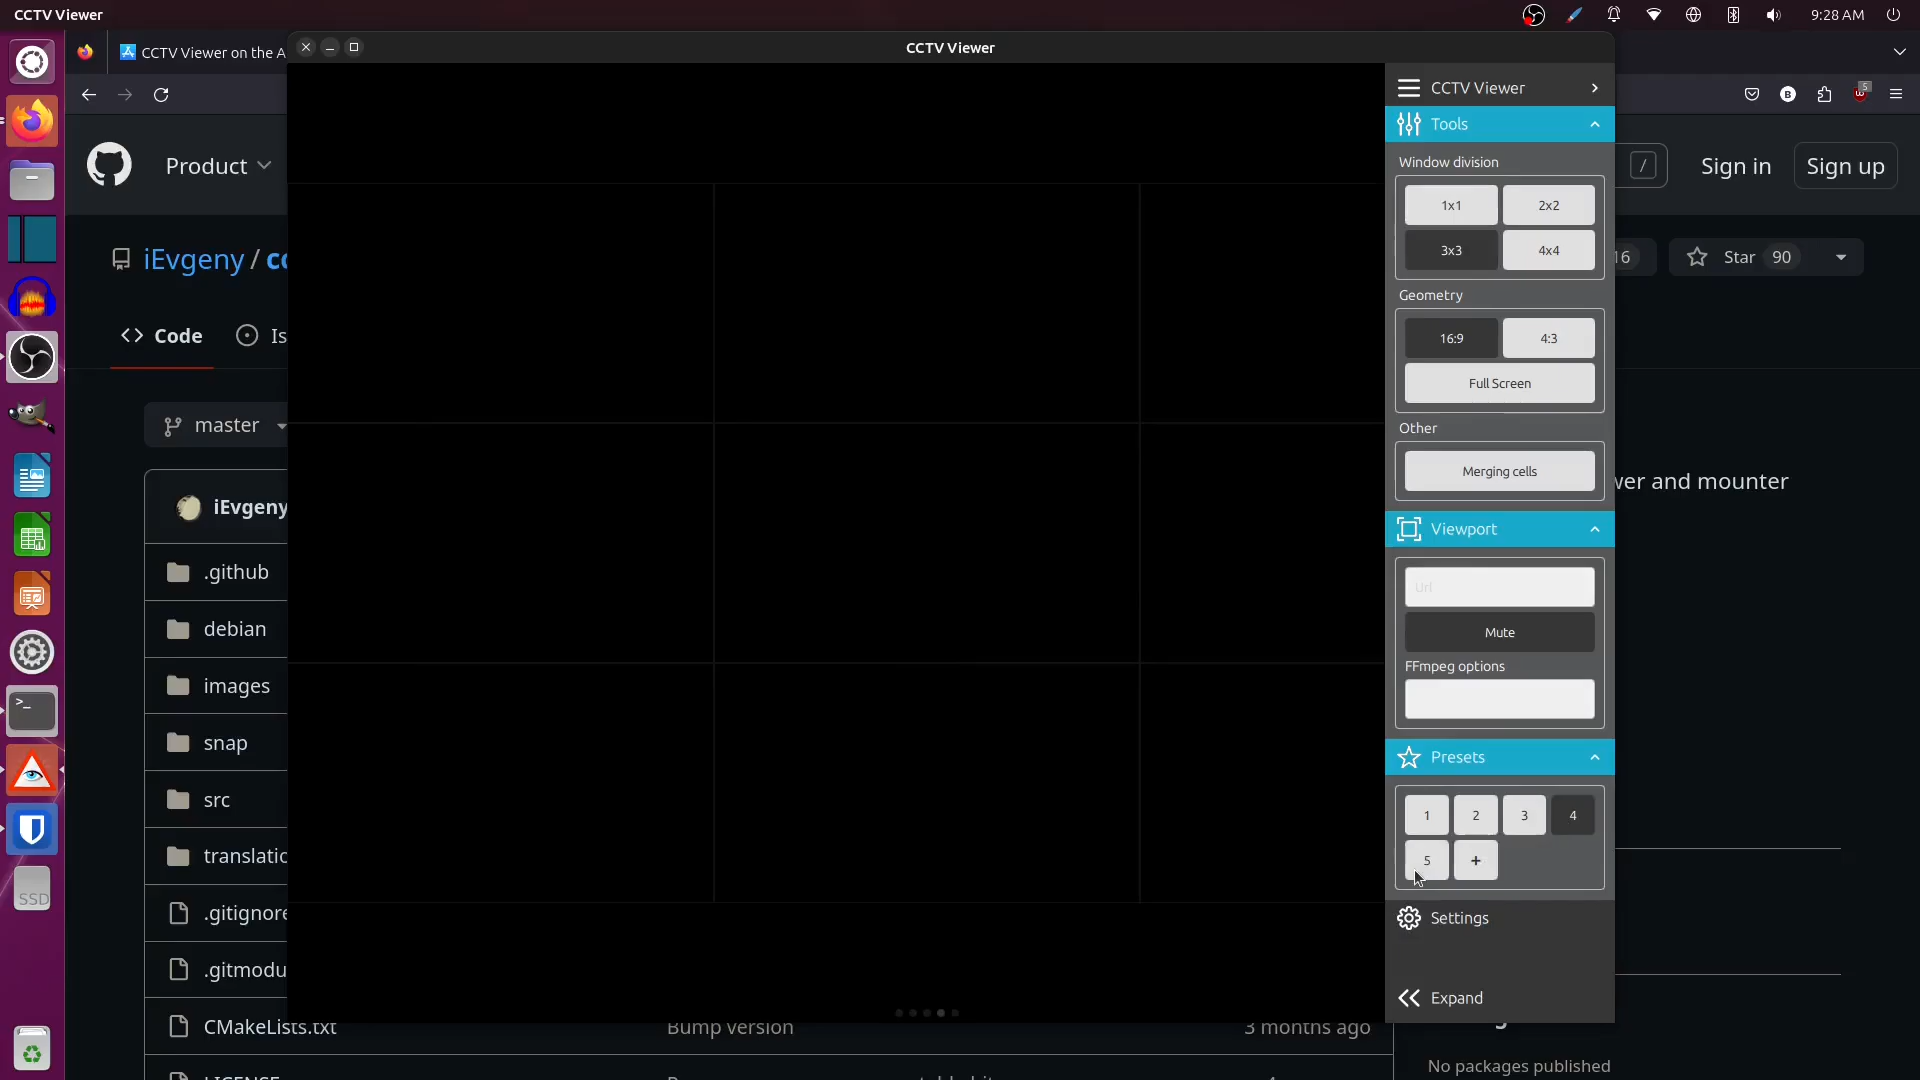 CCTV Viewer
9:28 AM
CCTV Viewer on the A
CCTV Viewer
B
5
Product
/
Sign in
Sign up
iEvgeny /
16
Star 90
Code
Is
master
iEvgeny
wer and mounter
.github
debian
images
snap
src
translatio
.gitignore
.gitmodu
CMakeLists.txt
Bump version
3 months ago
LICENSE
No packages published
SSD
>_
CCTV Viewer
Tools
Window division
1x1
2x2
3x3
4x4
Geometry
16:9
4:3
Full Screen
Other
Merging cells
Viewport
Url
Mute
FFmpeg options
Presets
1
2
3
4
5
+
Settings
Expand